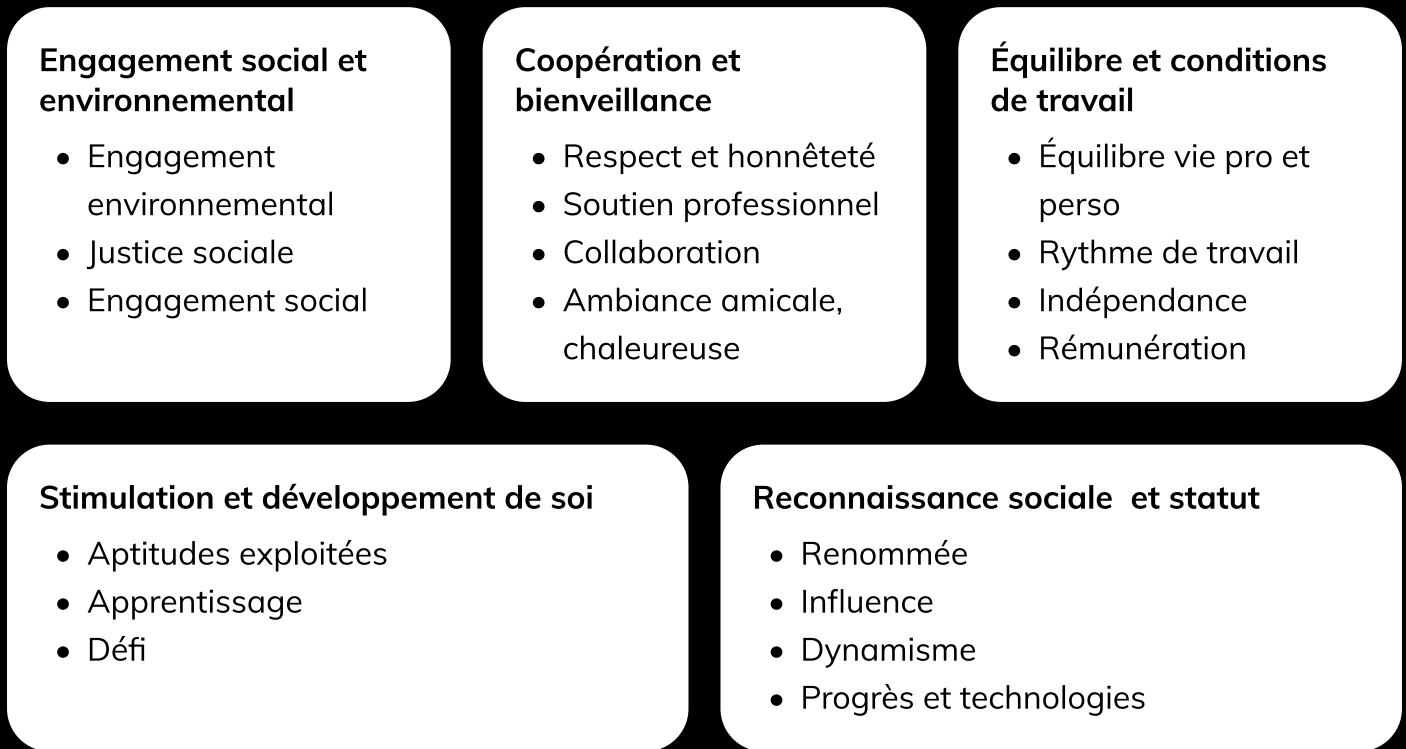 Engagement social et
environnemental
• Engagement
environnemental
• Justice sociale
• Engagement social
Coopération et
bienveillance
• Respect et honnêteté
• Soutien professionnel
• Collaboration
• Ambiance amicale,
chaleureuse
Équilibre et conditions
de travail
• Équilibre vie pro et
perso
• Rythme de travail
• Indépendance
• Rémunération
Stimulation et développement de soi
• Aptitudes exploitées
• Apprentissage
• Défi
Reconnaissance sociale  et statut
• Renommée
• Influence
• Dynamisme
• Progrès et technologies